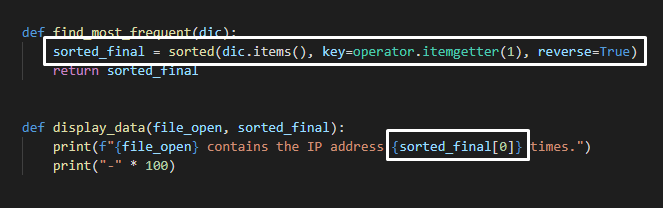 def find_most_frequent(dic):
sorted_final = sorted(dic.items(), key=operator.itemgetter(1), reverse=True)
return sorted_final
def display_data(file_open, sorted_final):
print(f"{file_open} contains the IP address {sorted_final[0]} times.")
print("-" * 100)